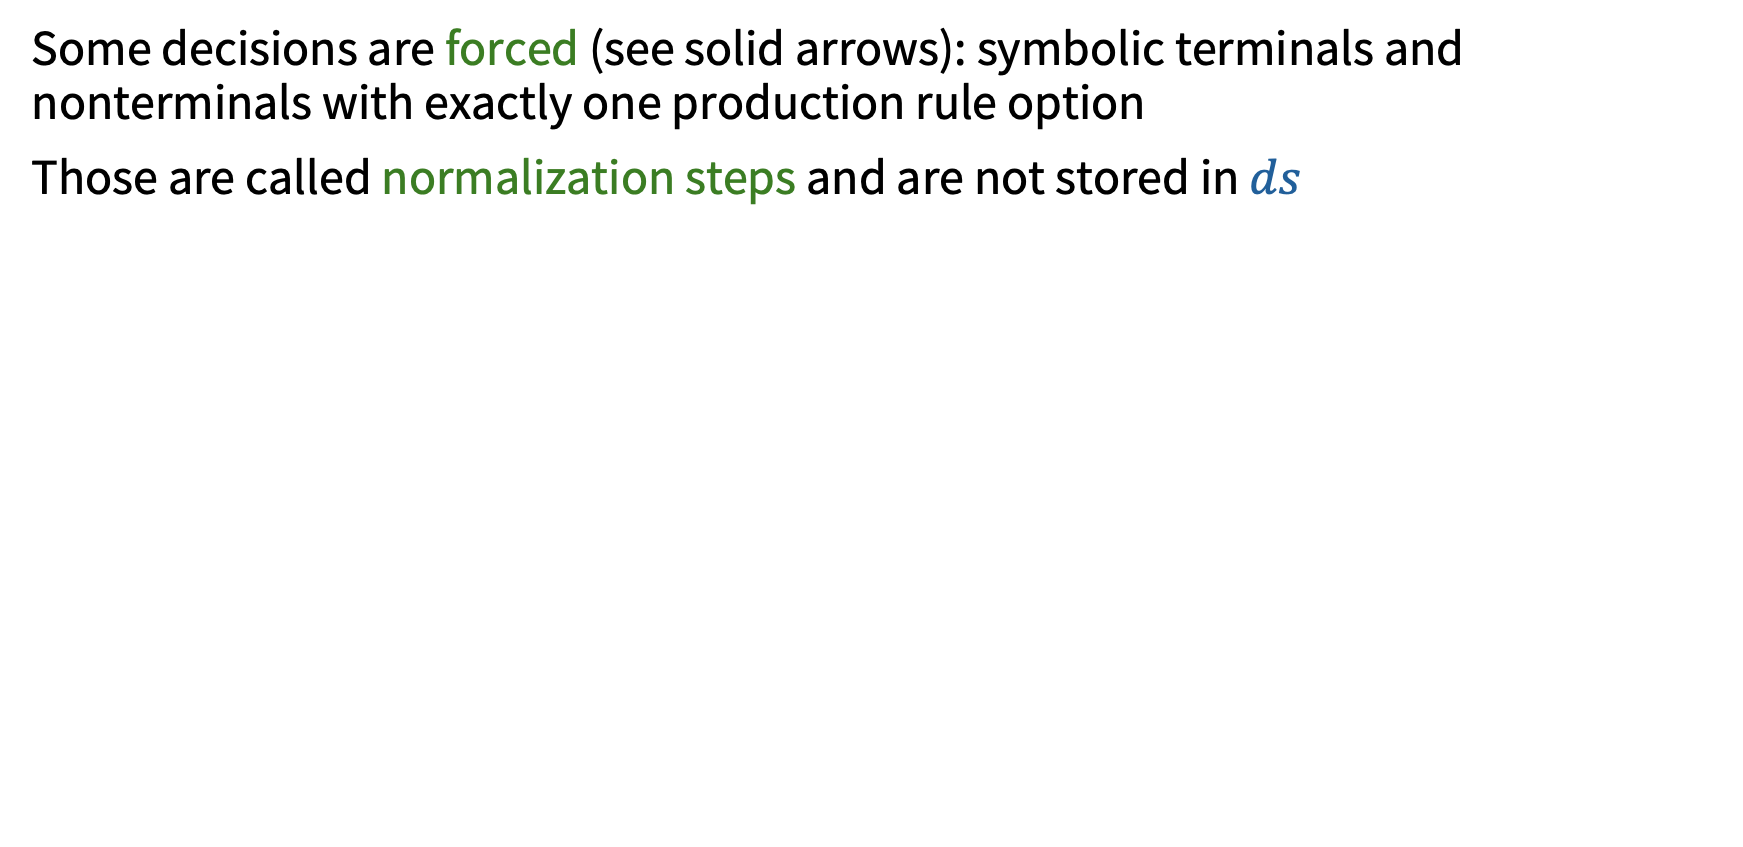 Some decisions are forced (see solid arrows): symbolic terminals and
nonterminals with exactly one production rule option
Those are called normalization steps and are not stored in ds